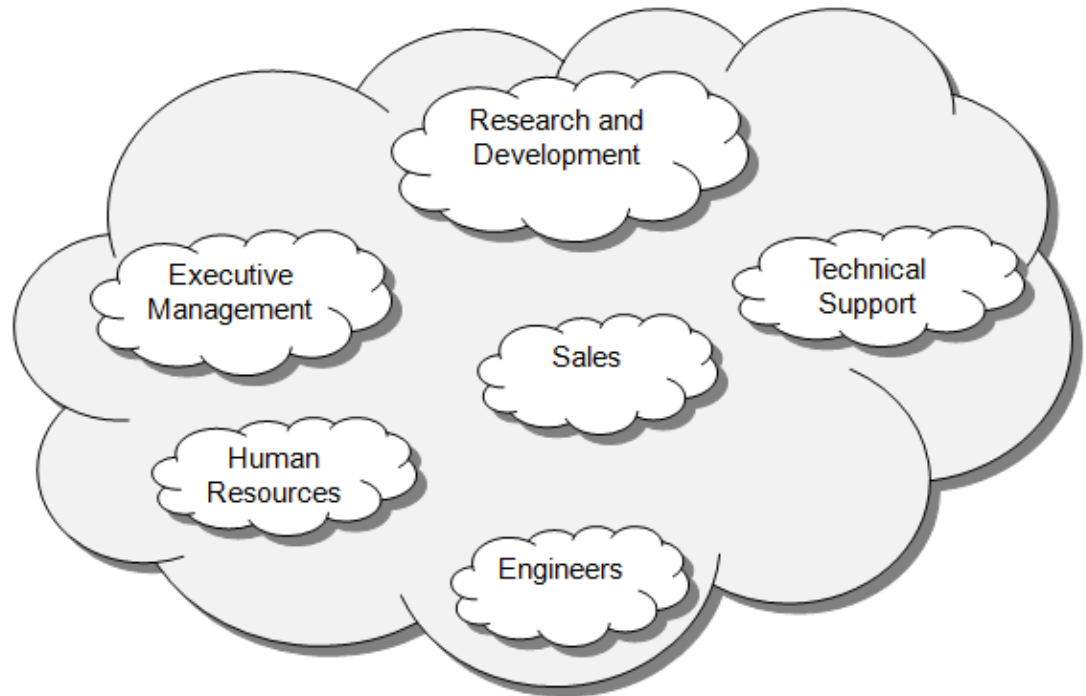 Research and
Development
Executive
Management
Technical
Support
Sales
Human
Resources
Engineers